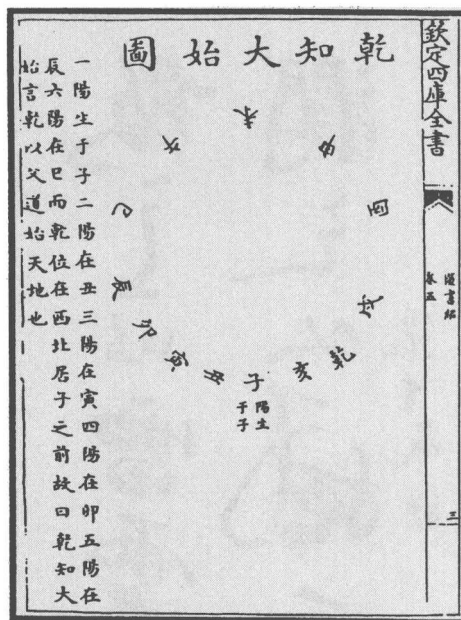 欽定四庫全書
卷五
三
乾知大始圖
未
申
酉
戌
乾
亥
子
陽生
于子
丑
寅
卯
辰
巳
午
一陽生于子二陽在丑三陽在寅四陽在卯五陽在
辰六陽在巳而乾位在西北居子之前故曰乾知大
始言乾以父道始天地也